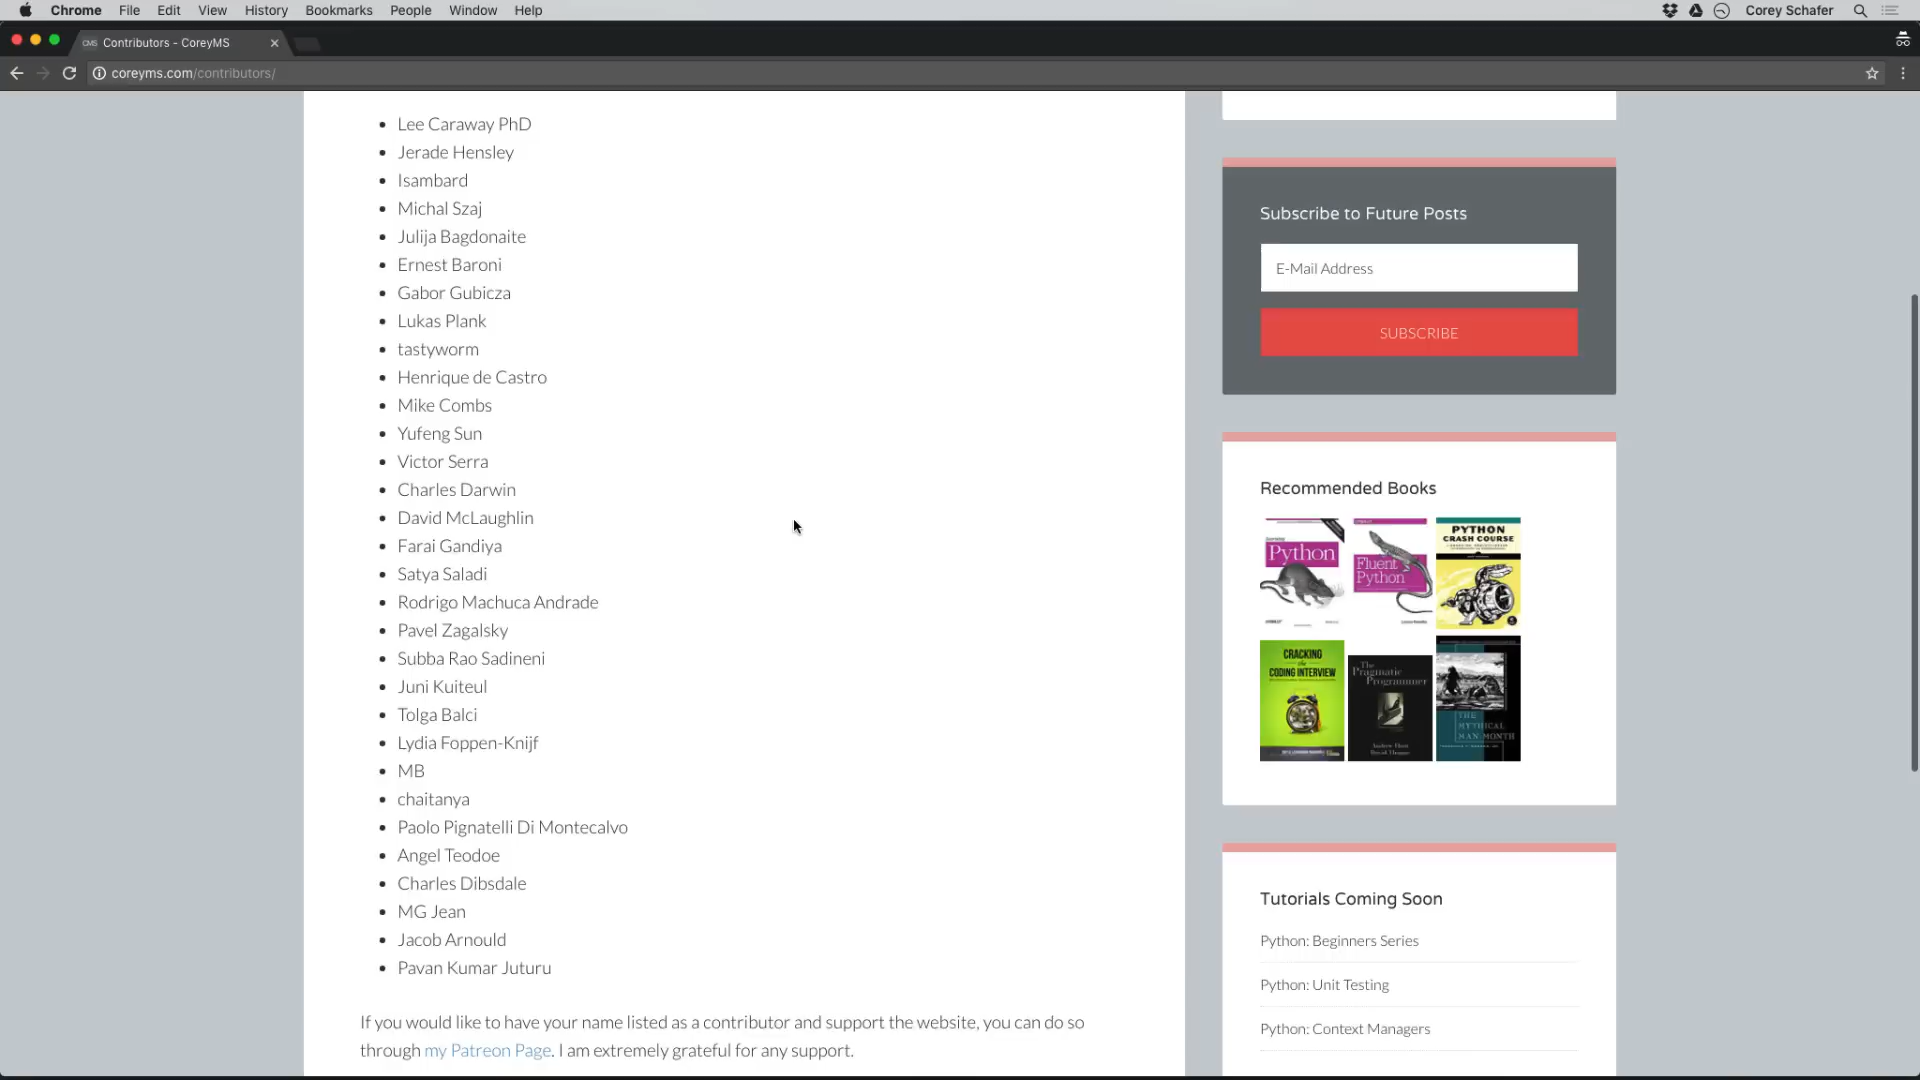 Chrome File Edit View History Bookmarks People Window Help Corey Schafer
CMS Contributors - CoreyMS
coreyms.com/contributors/
Lee Caraway PhD
Jerade Hensley
Isambard
Michal Szaj
Julija Bagdonaite
Ernest Baroni
Gabor Gubicza
Lukas Plank
tastyworm
Henrique de Castro
Mike Combs
Yufeng Sun
Victor Serra
Charles Darwin
David McLaughlin
Farai Gandiya
Satya Saladi
Rodrigo Machuca Andrade
Pavel Zagalsky
Subba Rao Sadineni
Juni Kuiteul
Tolga Balci
Lydia Foppen-Knijf
MB
chaitanya
Paolo Pignatelli Di Montecalvo
Angel Teodoe
Charles Dibsdale
MG Jean
Jacob Arnould
Pavan Kumar Juturu
If you would like to have your name listed as a contributor and support the website, you can do so
through my Patreon Page. I am extremely grateful for any support.
Subscribe to Future Posts
E-Mail Address
SUBSCRIBE
Recommended Books
Python
Fluent
Python
PYTHON
CRASH COURSE
CRACKING
the
CODING INTERVIEW
The
Pragmatic
Programmer
THE
MYTHICAL
MAN MONTH
Tutorials Coming Soon
Python: Beginners Series
Python: Unit Testing
Python: Context Managers